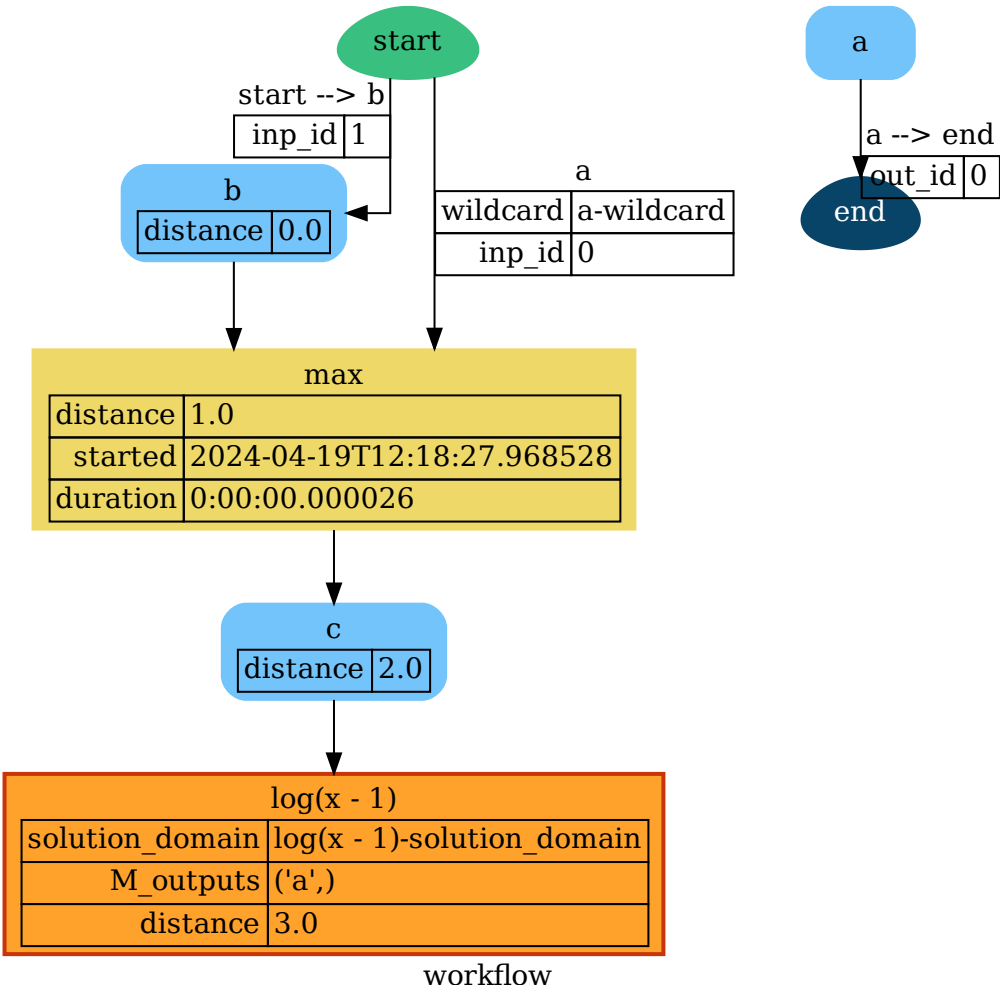 start
a
start --> b
inp_id 1
a --> end
out_id 0
end
a
wildcard a-wildcard
inp_id 0
b
distance 0.0
max
distance 1.0
started 2024-04-19T12:18:27.968528
duration 0:00:00.000026
c
distance 2.0
log(x - 1)
solution_domain log(x - 1)-solution_domain
M_outputs ('a',)
distance 3.0
workflow